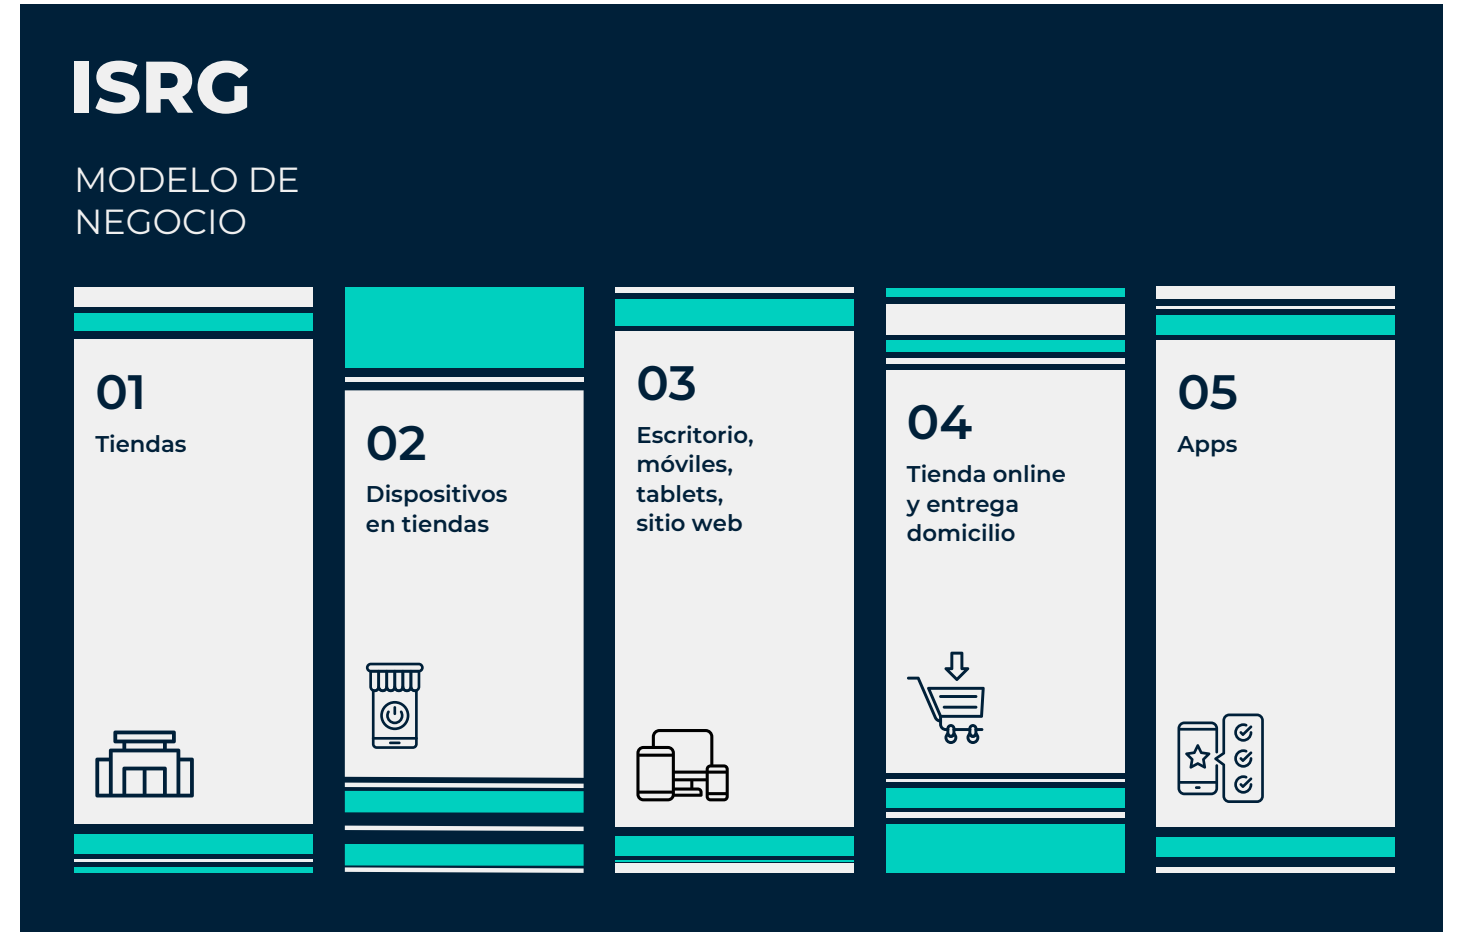 ISRG
MODELO DE
NEGOCIO
01
Tiendas
02
Dispositivos
en tiendas
03
Escritorio,
móviles,
tablets,
sitio web
04
Tienda online
y entrega
domicilio
05
Apps